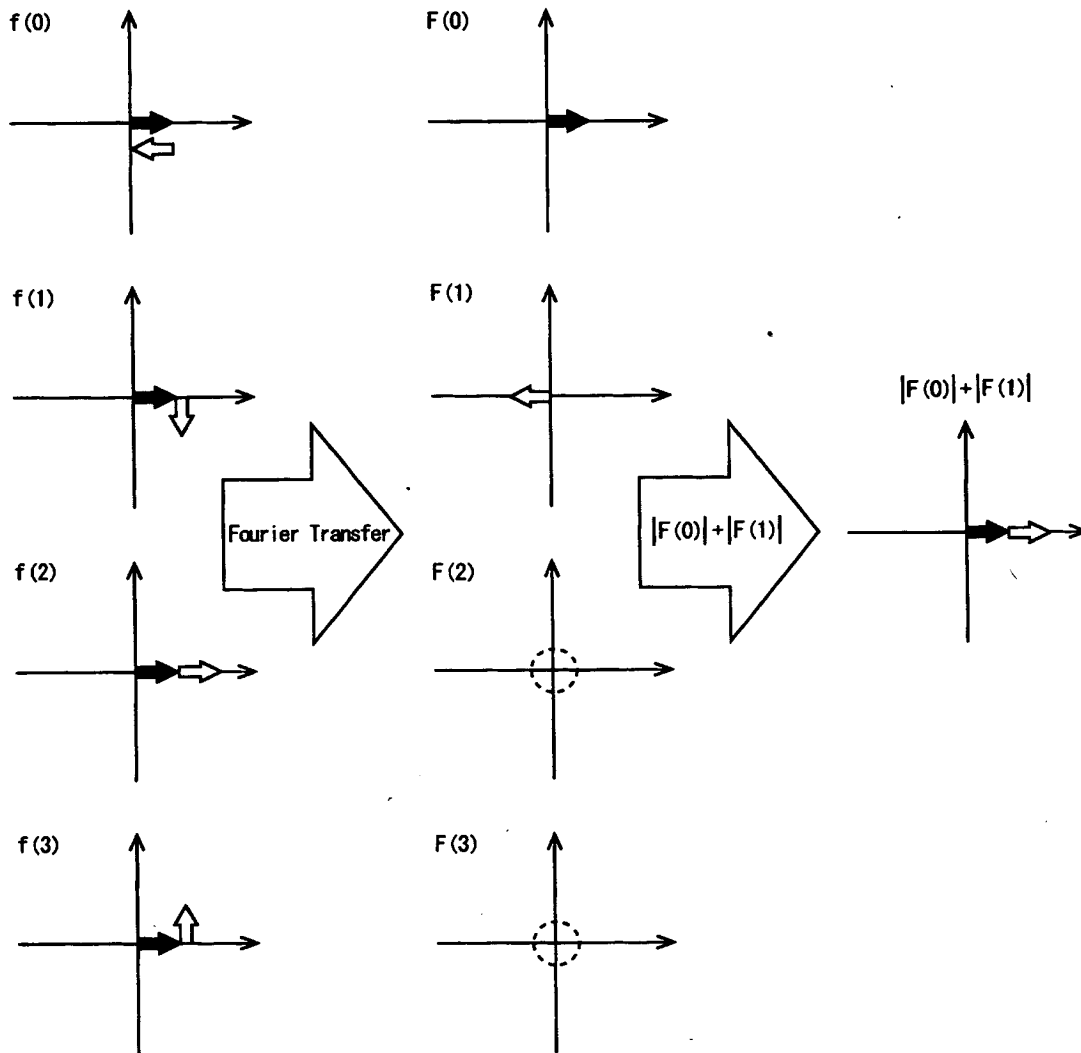 f(0)
F(0)
f(1)
F(1)
|F(0)|+|F(1)|
Fourier Transfer
|F(0)|+|F(1)|
f(2)
F(2)
f(3)
F(3)